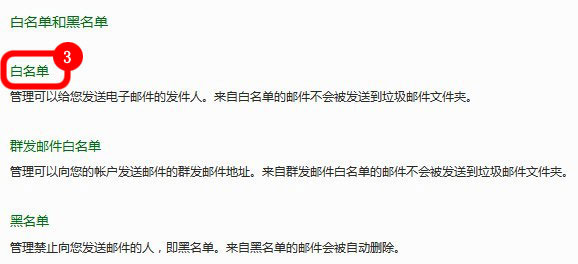 白名单和黑名单
3
白名单
管理可以给您发送电子邮件的发件人。来自白名单的邮件不会被发送到垃圾邮件文件夹。
群发邮件白名单
管理可以向您的帐户发送邮件的群发邮件地址。来自群发邮件白名单的邮件不会被发送到垃圾邮件文件夹。
黑名单
管理禁止向您发送邮件的人，即黑名单。来自黑名单的邮件会被自动删除。